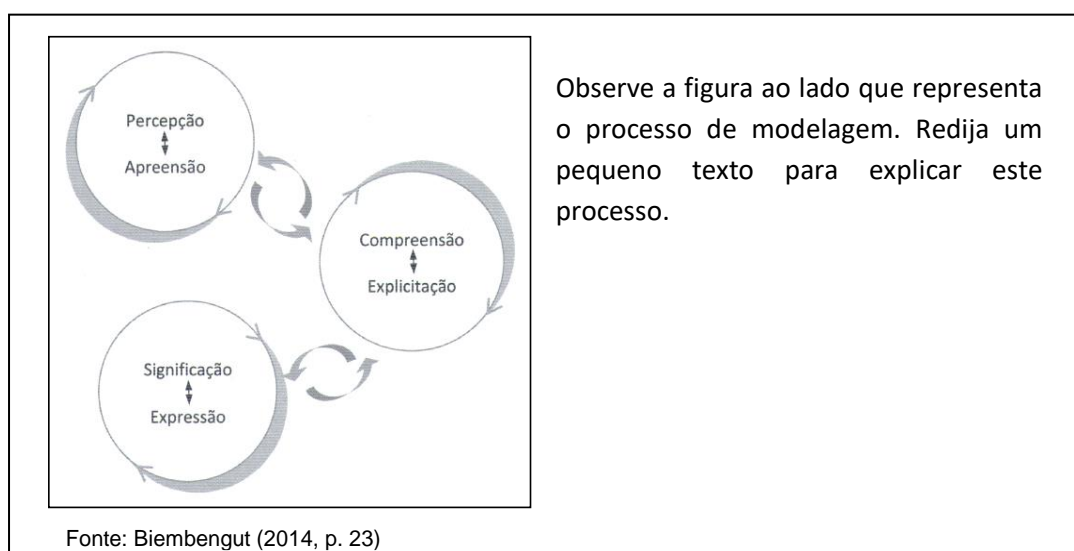 Percepção
Apreensão
Compreensão
Explicitação
Significação
Expressão
Observe a figura ao lado que representa
o processo de modelagem. Redija um
pequeno texto para explicar este
processo.
Fonte: Biembengut (2014, p. 23)